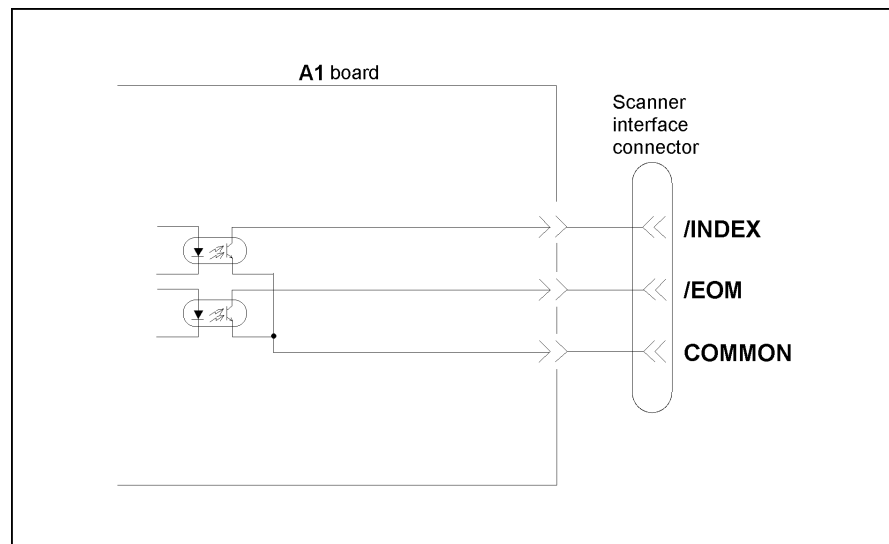 A1 board
Scanner
interface
connector
/INDEX
/EOM
COMMON